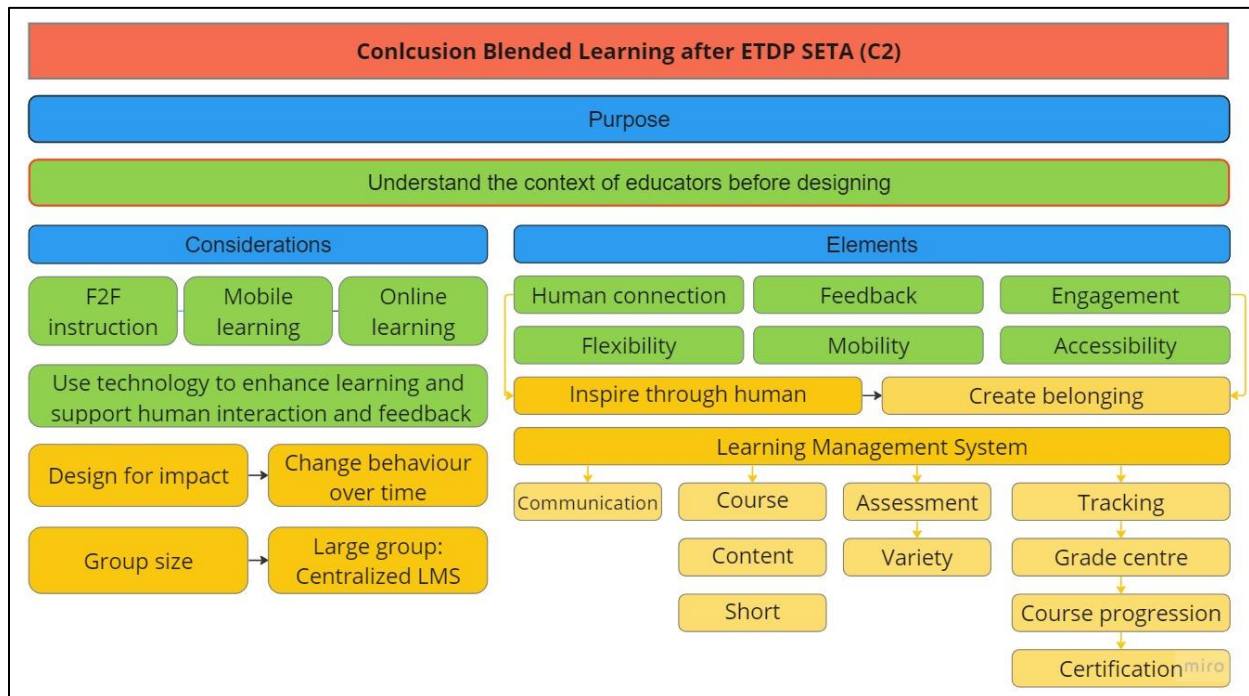 Conlcusion Blended Learning after ETDP SETA (C2)
Purpose
Understand the context of educators before designing
Considerations
F2F
instruction
Mobile
learning
Online
learning
Use technology to enhance learning and
support human interaction and feedback
Design for impact
Change behaviour
over time
Group size
Large group:
Centralized LMS
Elements
Human connection
Feedback
Engagement
Flexibility
Mobility
Accessibility
Inspire through human
Create belonging
Learning Management System
Communication
Course
Content
Short
Assessment
Variety
Tracking
Grade centre
Course progression
Certification
miro